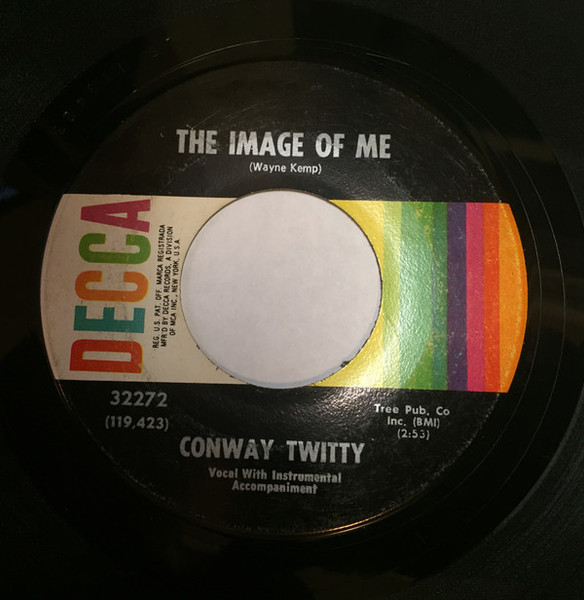 THE IMAGE OF ME
(Wayne Kemp)
DECCA
REG. U.S. PAT. OFF. MARCA REGISTRADA
MFR'D BY DECCA RECORDS, A DIVISION
OF MCA INC., NEW YORK, U.S.A
32272
(119,423)
Tree Pub. Co
Inc. (BMI)
(2:53)
CONWAY TWITTY
Vocal With Instrumental
Accompaniment